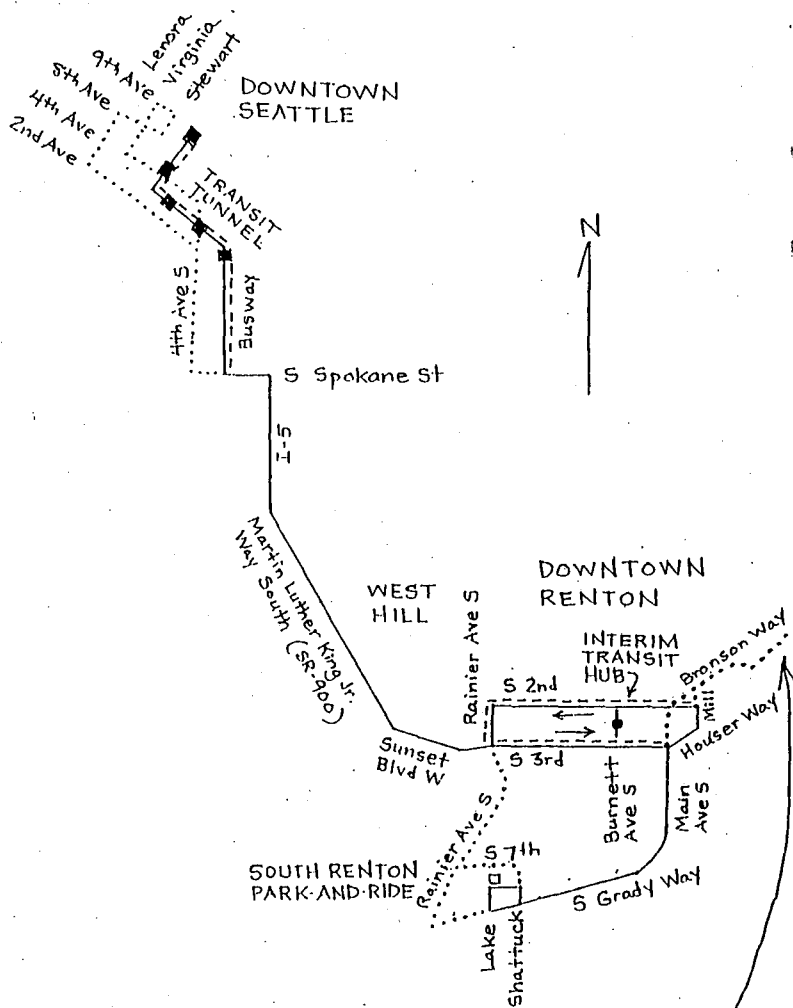 Lenora
Virginia
Stewart
9th Ave
8th Ave
4th Ave
2nd Ave
DOWNTOWN
SEATTLE
TRANSIT
TUNNEL
N
4th Ave S
Busway
S Spokane St
I-5
Martin Luther King Jr.
Way South (SR-900)
WEST
HILL
DOWNTOWN
RENTON
Rainier Ave S
INTERIM
TRANSIT
HUB
Bronson Way
S 2nd
Mill
Houser Way
Sunset
Blvd W
S 3rd
Burnett
Ave S
Main
Ave S
Rainier Ave S
S 7th
SOUTH RENTON
PARK-AND-RIDE
S Grady Way
Lake
Shattuck